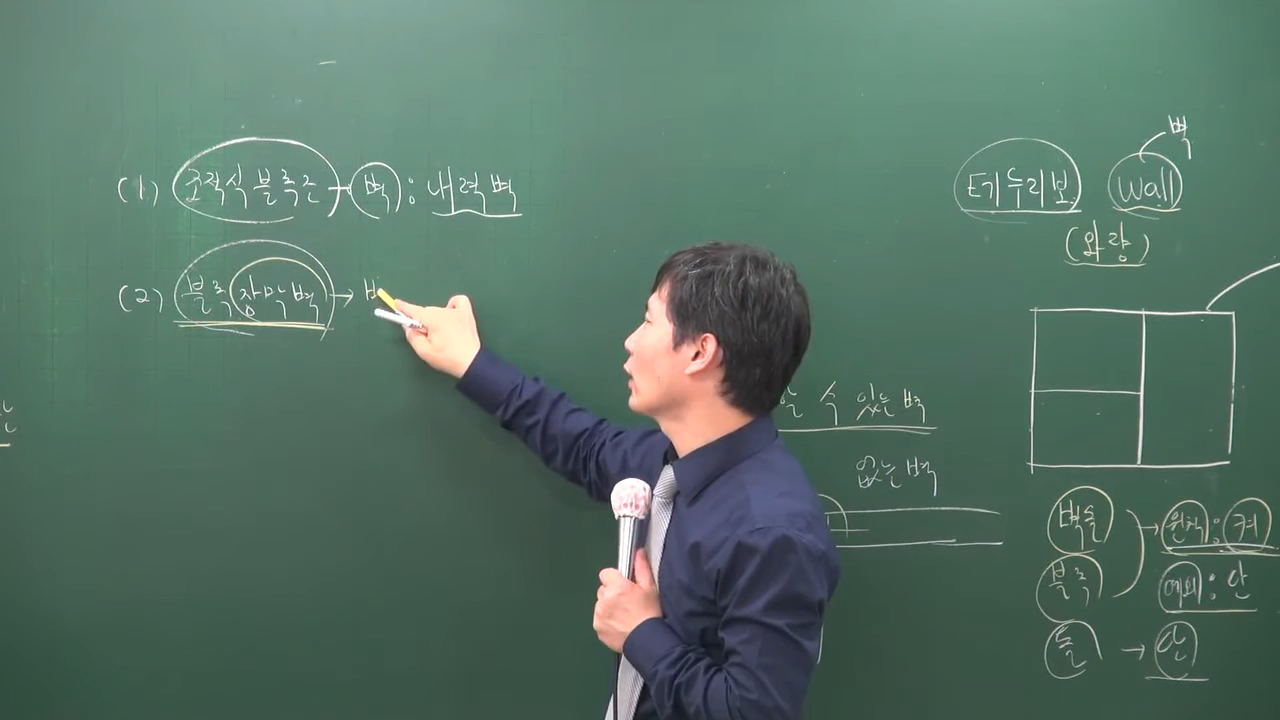 (1) 조적식 블록조 → 벽 : 내력벽
(2) 블록 장막벽 → ㅂ
수 있는 벽
없는 벽
벽
테두리보 wall
(와량)
벽돌 → 원칙 : 켜
블록 예외 : 단
돌 → 단